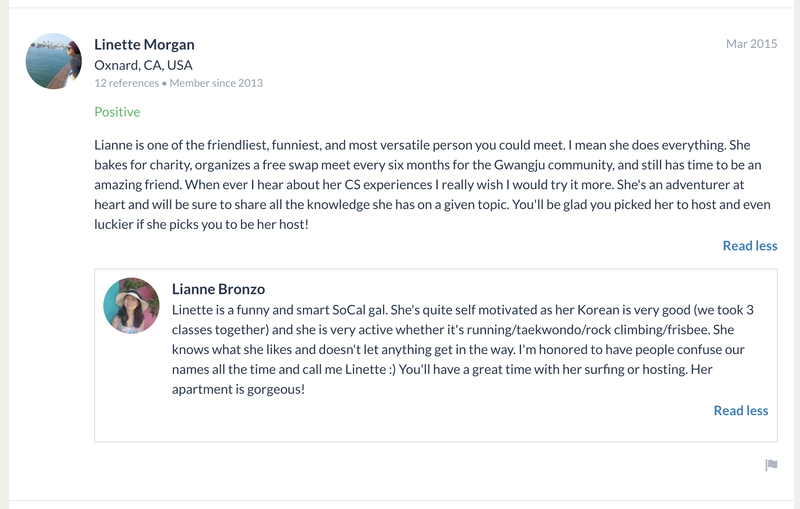 Linette Morgan
Mar 2015
Oxnard, CA, USA
12 references • Member since 2013
Positive
Lianne is one of the friendliest, funniest, and most versatile person you could meet. I mean she does everything. She
bakes for charity, organizes a free swap meet every six months for the Gwangju community, and still has time to be an
amazing friend. When ever I hear about her CS experiences I really wish I would try it more. She's an adventurer at
heart and will be sure to share all the knowledge she has on a given topic. You'll be glad you picked her to host and even
luckier if she picks you to be her host!
Read less
Lianne Bronzo
Linette is a funny and smart SoCal gal. She's quite self motivated as her Korean is very good (we took 3
classes together) and she is very active whether it's running/taekwondo/rock climbing/frisbee. She
knows what she likes and doesn't let anything get in the way. I'm honored to have people confuse our
names all the time and call me Linette :) You'll have a great time with her surfing or hosting. Her
apartment is gorgeous!
Read less